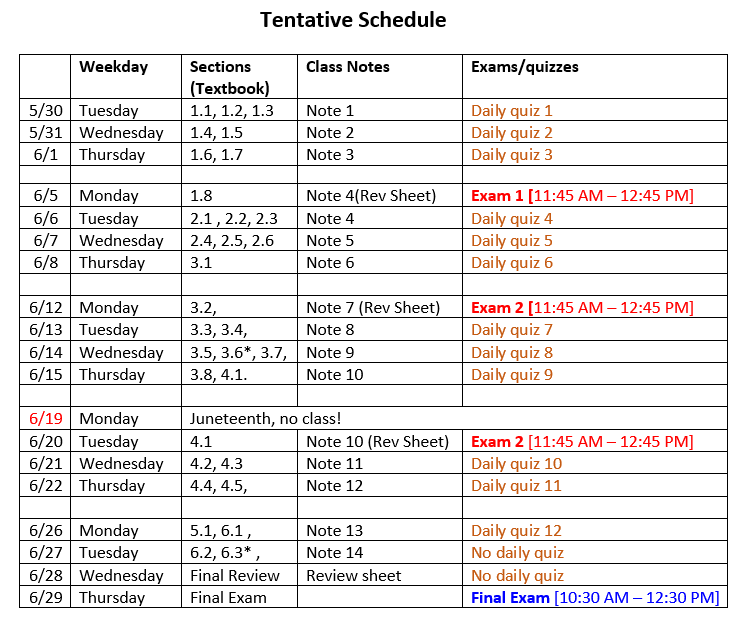 Tentative Schedule
Weekday Sections Class Notes Exams/quizzes
(Textbook)
5/30 Tuesday 1.1, 1.2, 1.3 Note 1 Daily quiz 1
5/31 Wednesday 1.4, 1.5 Note 2 Daily quiz 2
6/1 Thursday 1.6, 1.7 Note 3 Daily quiz 3
6/5 Monday 1.8 Note 4(Rev Sheet) Exam 1 [11:45 AM – 12:45 PM]
6/6 Tuesday 2.1 , 2.2, 2.3 Note 4 Daily quiz 4
6/7 Wednesday 2.4, 2.5, 2.6 Note 5 Daily quiz 5
6/8 Thursday 3.1 Note 6 Daily quiz 6
6/12 Monday 3.2, Note 7 (Rev Sheet) Exam 2 [11:45 AM – 12:45 PM]
6/13 Tuesday 3.3, 3.4, Note 8 Daily quiz 7
6/14 Wednesday 3.5, 3.6*, 3.7, Note 9 Daily quiz 8
6/15 Thursday 3.8, 4.1. Note 10 Daily quiz 9
6/19 Monday Juneteenth, no class!
6/20 Tuesday 4.1 Note 10 (Rev Sheet) Exam 2 [11:45 AM – 12:45 PM]
6/21 Wednesday 4.2, 4.3 Note 11 Daily quiz 10
6/22 Thursday 4.4, 4.5, Note 12 Daily quiz 11
6/26 Monday 5.1, 6.1 , Note 13 Daily quiz 12
6/27 Tuesday 6.2, 6.3* , Note 14 No daily quiz
6/28 Wednesday Final Review Review sheet No daily quiz
6/29 Thursday Final Exam Final Exam [10:30 AM – 12:30 PM]